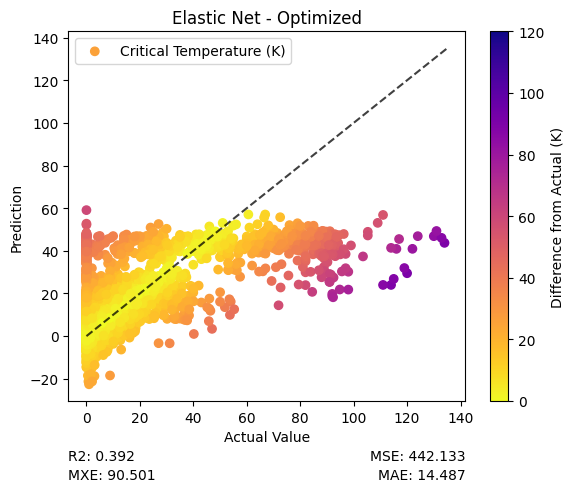 Elastic Net - Optimized
Critical Temperature (K)
140
120
100
80
60
40
20
0
−20
Prediction
0 20 40 60 80 100 120 140
Actual Value
120
100
80
60
40
20
0
Difference from Actual (K)
R2: 0.392 MSE: 442.133
MXE: 90.501 MAE: 14.487